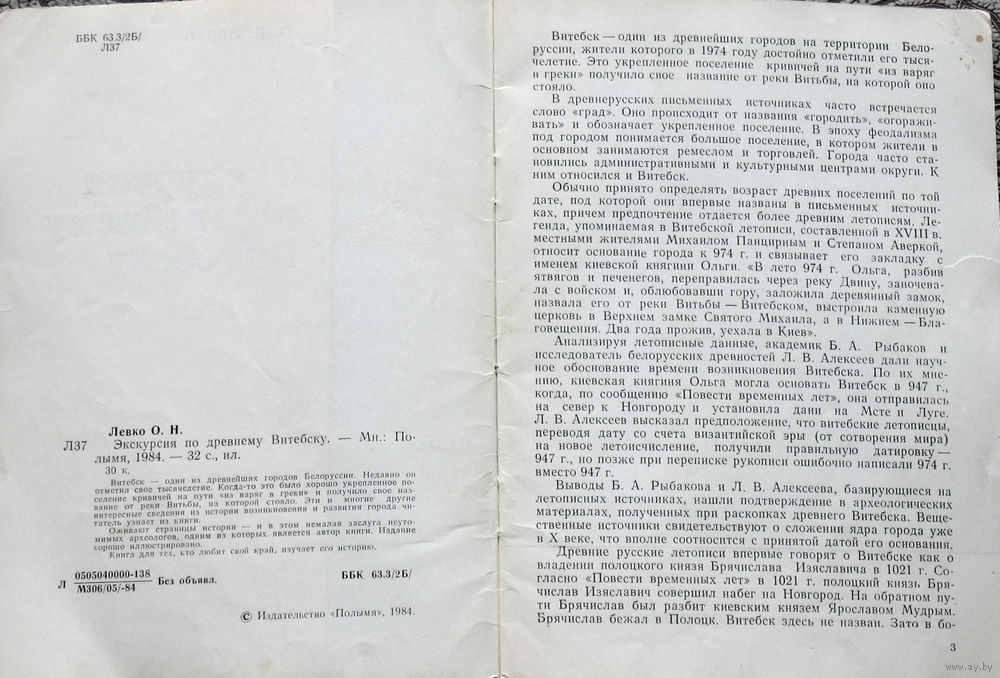 ББК 63.3/2Б/
Л37
Левко О. Н.
Л37 Экскурсия по древнему Витебску. — Мн.: По-
лымя, 1984. — 32 с., ил.
30 к.
Витебск — один из древнейших городов Белоруссии. Недавно он
отметил свое тысячелетие. Когда-то это было хорошо укрепленное по-
селение кривичей на пути «из варяг в греки» и получило свое наз-
вание от реки Витьбы, на которой стояло. Эти и многие другие
интересные сведения из истории возникновения и развития города чи-
татель узнает из книги.
Оживают страницы истории — и в этом немалая заслуга неуто-
мимых археологов, одним из которых является автор книги. Издание
хорошо иллюстрировано.
Книга для тех, кто любит свой край, изучает его историю.
Л 0505040000-138
М306/05/-84 Без объявл. ББК 63.3/2Б/
© Издательство «Полымя», 1984.
Витебск — один из древнейших городов на территории Бело-
руссии, жители которого в 1974 году достойно отметили его тыся-
челетие. Это укрепленное поселение кривичей на пути «из варяг
в греки» получило свое название от реки Витьбы, на которой оно
стояло.
В древнерусских письменных источниках часто встречается
слово «град». Оно происходит от названия «городить», «огоражи-
вать» и обозначает укрепленное поселение. В эпоху феодализма
под городом понимается большое поселение, в котором жители в
основном занимаются ремеслом и торговлей. Города часто ста-
новились административными и культурными центрами округи. К
ним относился и Витебск.
Обычно принято определять возраст древних поселений по той
дате, под которой они впервые названы в письменных источни-
ках, причем предпочтение отдается более древним летописям. Ле-
генда, упоминаемая в Витебской летописи, составленной в XVIII в.
местными жителями Михаилом Панцирным и Степаном Аверкой,
относит основание города к 974 г. и связывает его закладку с
именем киевской княгини Ольги. «В лето 974 г. Ольга, разбив
ятвягов и печенегов, переправилась через реку Двину, заночева-
ла с войском и, облюбовавши гору, заложила деревянный замок,
назвала его от реки Витьбы — Витебском, выстроила каменную
церковь в Верхнем замке Святого Михаила, а в Нижнем — Бла-
говещения. Два года прожив, уехала в Киев».
Анализируя летописные данные, академик Б. А. Рыбаков и
исследователь белорусских древностей Л. В. Алексеев дали науч-
ное обоснование времени возникновения Витебска. По их мне-
нию, киевская княгиня Ольга могла основать Витебск в 947 г.,
когда, по сообщению «Повести временных лет», она отправилась
на север к Новгороду и установила дани на Мсте и Луге.
Л. В. Алексеев высказал предположение, что витебские летописцы,
переводя дату со счета византийской эры (от сотворения мира)
на новое летоисчисление, получили правильную датировку —
947 г., но позже при переписке рукописи ошибочно написали 974 г.
вместо 947 г.
Выводы Б. А. Рыбакова и Л. В. Алексеева, базирующиеся на
летописных источниках, нашли подтверждение в археологических
материалах, полученных при раскопках древнего Витебска. Веще-
ственные источники свидетельствуют о сложении ядра города уже
в X веке, что вполне соотносится с принятой датой его основания.
Древние русские летописи впервые говорят о Витебске как о
владении полоцкого князя Брячислава Изяславича в 1021 г. Со-
гласно «Повести временных лет» в 1021 г. полоцкий князь Бря-
числав Изяславич совершил набег на Новгород. На обратном пу-
ти Брячислав был разбит киевским князем Ярославом Мудрым.
Брячислав бежал в Полоцк. Витебск здесь не назван. Зато в бо-
3
www.ay.by